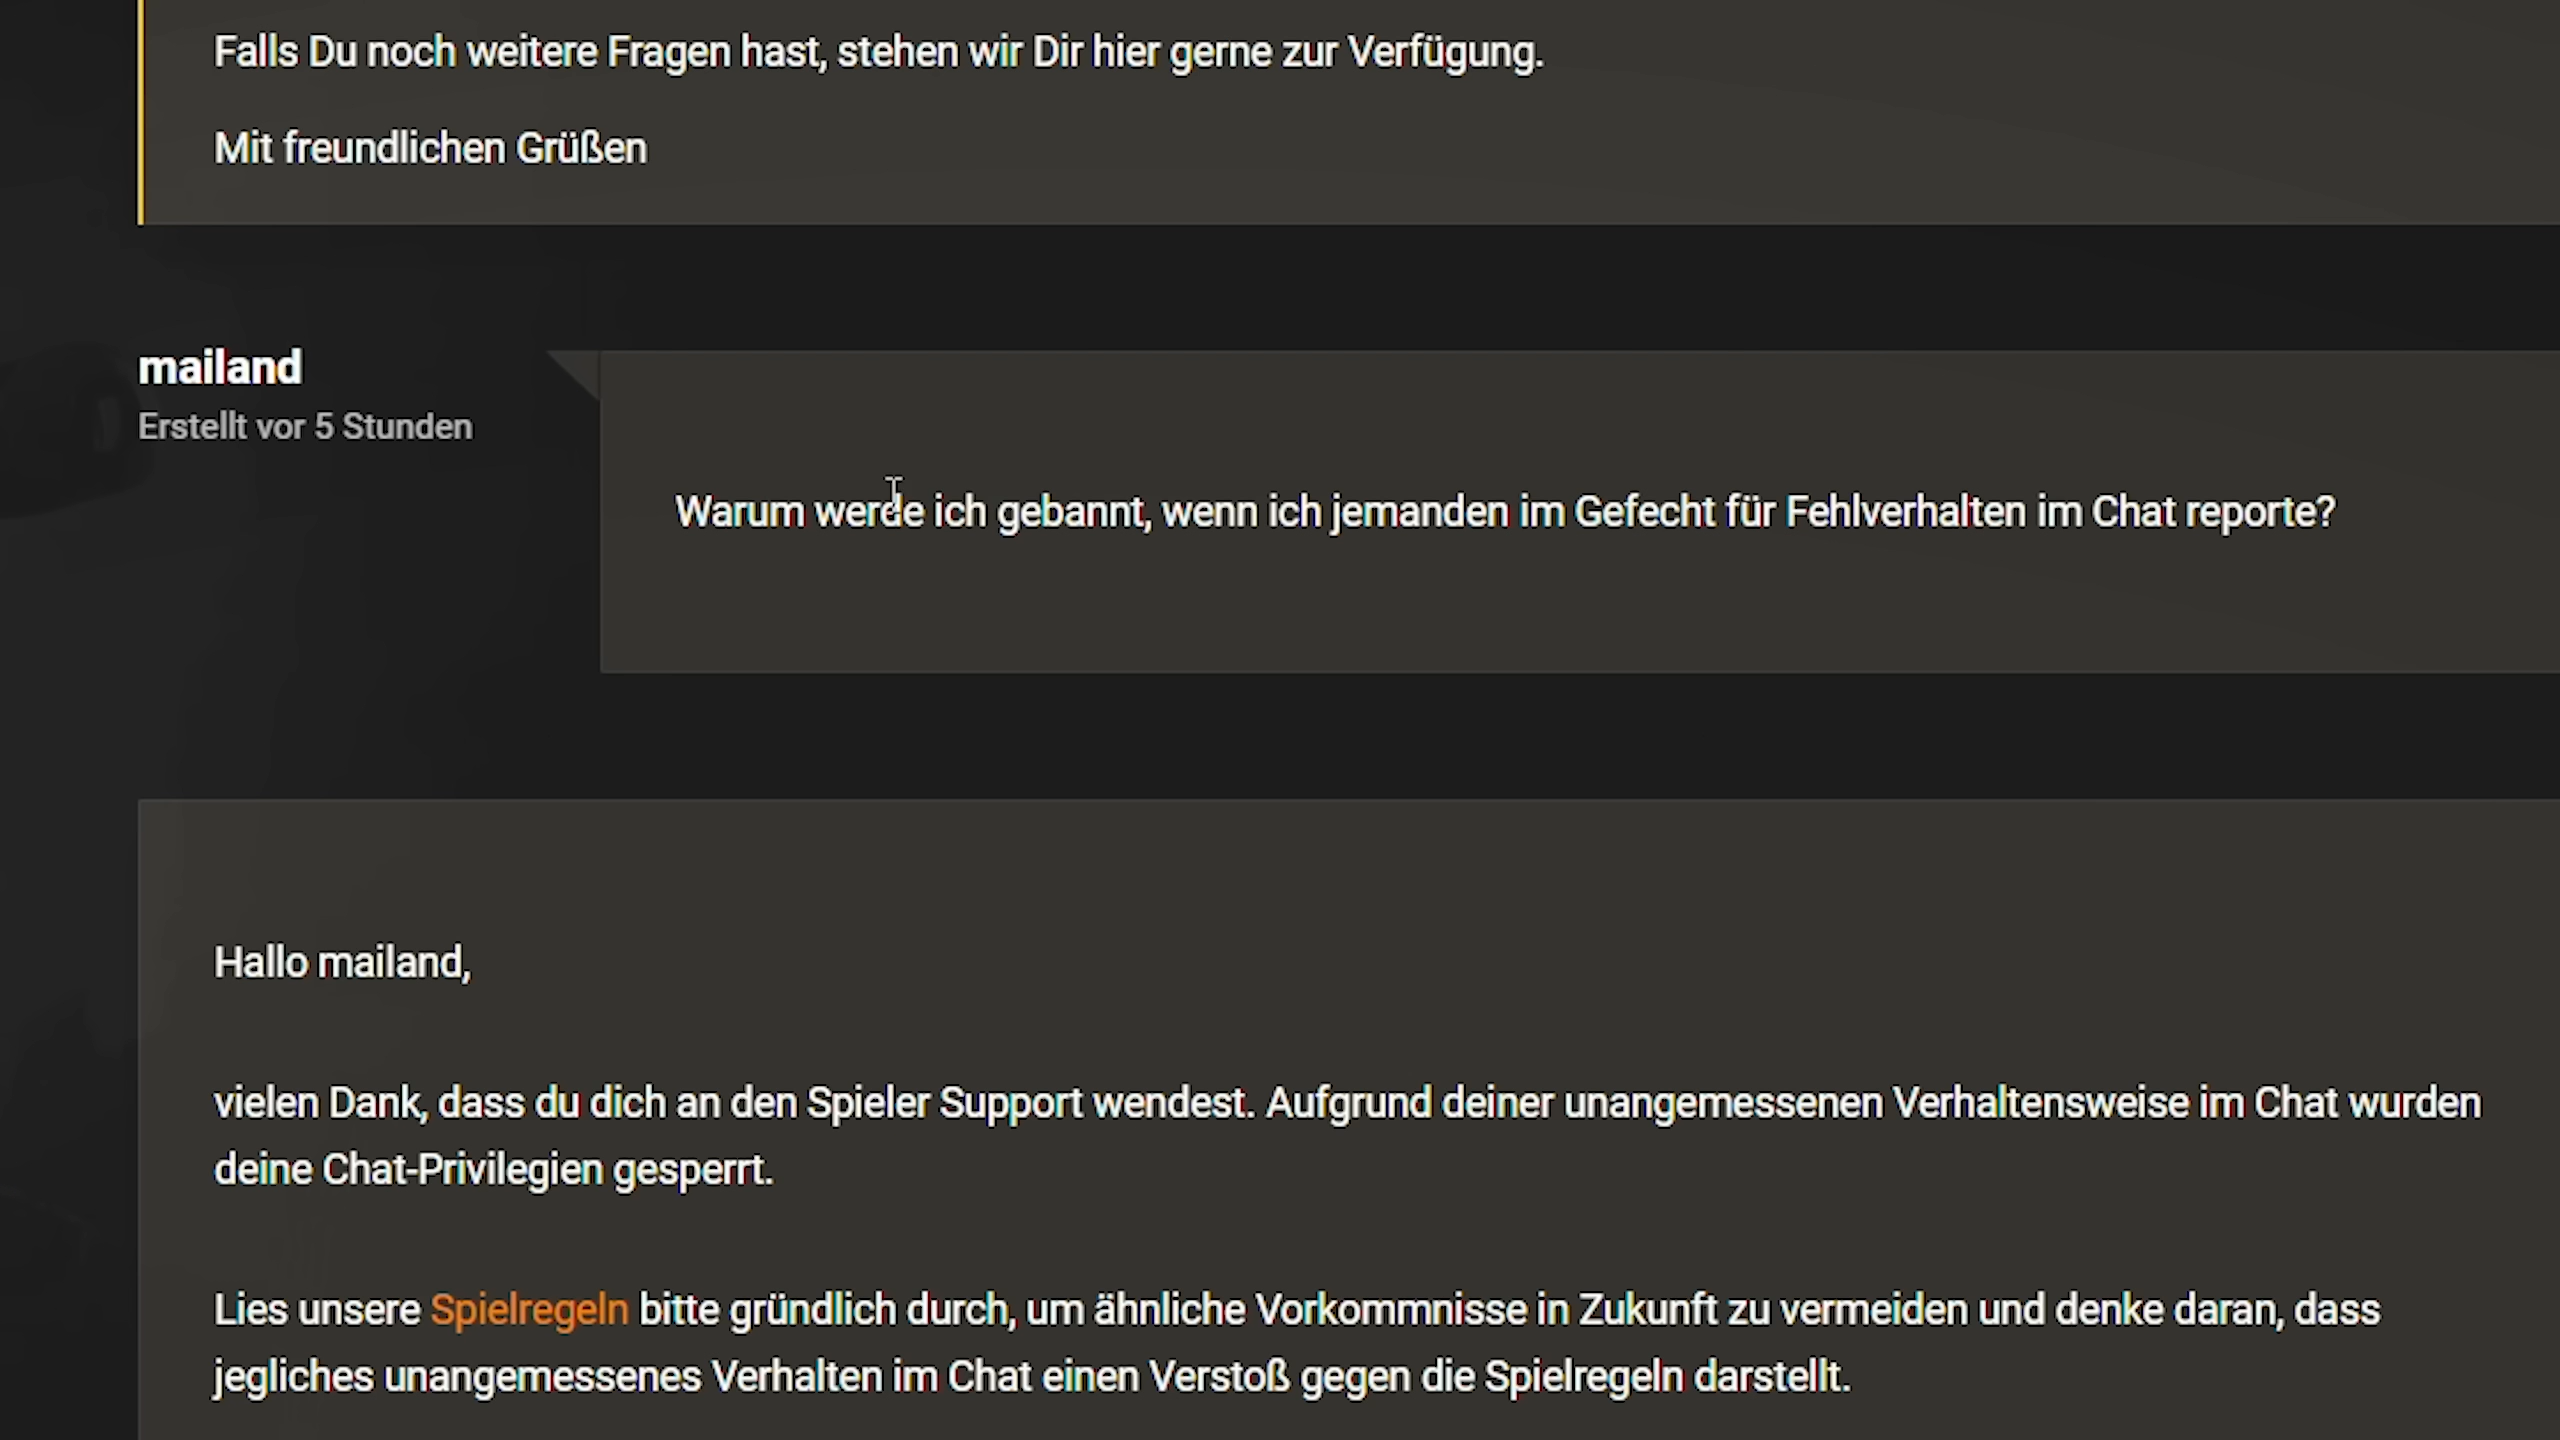 Falls Du noch weitere Fragen hast, stehen wir Dir hier gerne zur Verfügung.
Mit freundlichen Grüßen
mailand
Erstellt vor 5 Stunden
Warum werde ich gebannt, wenn ich jemanden im Gefecht für Fehlverhalten im Chat reporte?
Hallo mailand,
vielen Dank, dass du dich an den Spieler Support wendest. Aufgrund deiner unangemessenen Verhaltensweise im Chat wurden
deine Chat-Privilegien gesperrt.
Lies unsere Spielregeln bitte gründlich durch, um ähnliche Vorkommnisse in Zukunft zu vermeiden und denke daran, dass
jegliches unangemessenes Verhalten im Chat einen Verstoß gegen die Spielregeln darstellt.